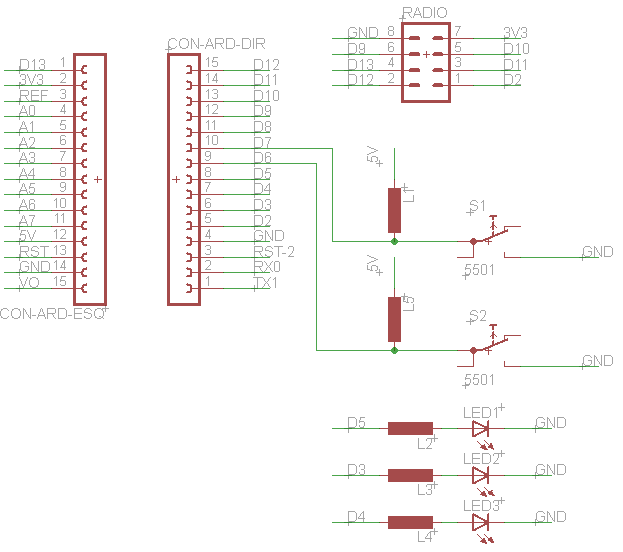 RADIO
GND 8 7 3V3
D9 6 5 D10
D13 4 3 D11
D12 2 1 D2
CON-ARD-DIR
15 D12
14 D11
13 D10
12 D9
11 D8
10 D7
9 D6
8 D5
7 D4
6 D3
5 D2
4 GND
3 RST-2
2 RX0
1 TX1
D13 1
3V3 2
REF 3
A0 4
A1 5
A2 6
A3 7
A4 8
A5 9
A6 10
A7 11
5V 12
RST 13
GND 14
VO 15
CON-ARD-ESQ
5V
L1
S1
GND
5501
5V
L5
S2
GND
5501
D5 L2 LED1 GND
D3 L3 LED2 GND
D4 L4 LED3 GND